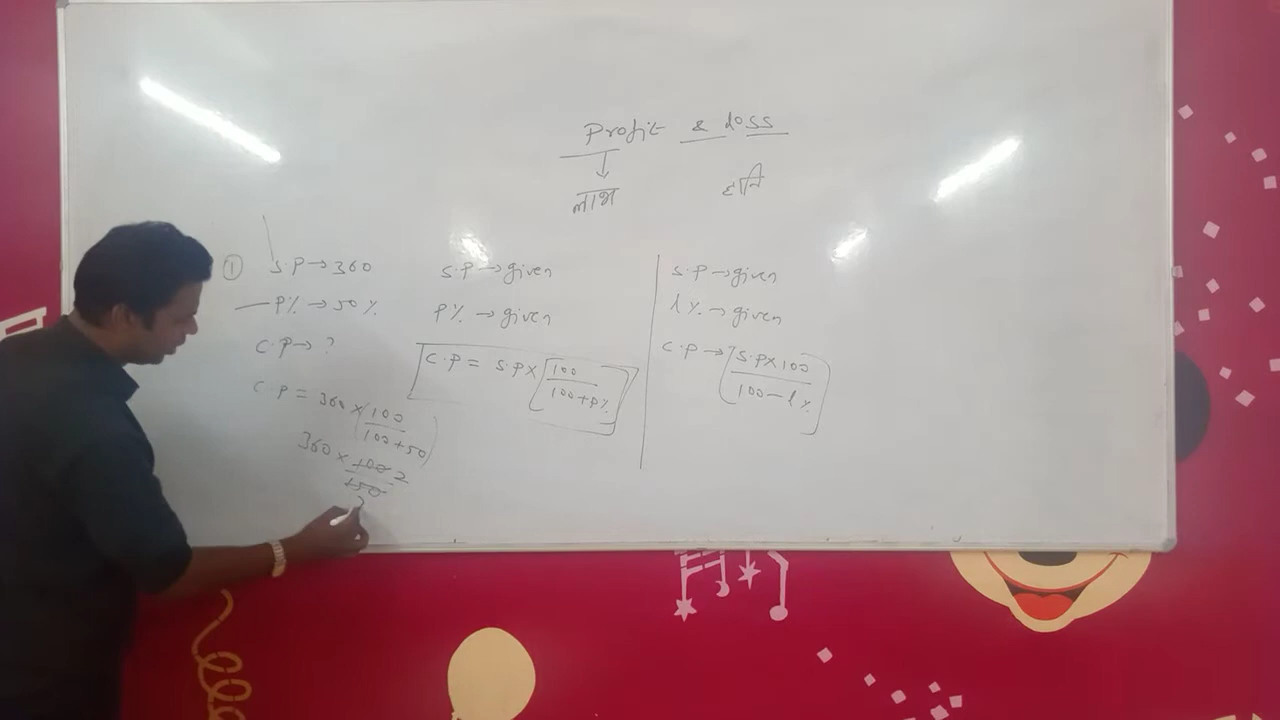 Profit & loss
↓
लाभ हानि
① S.P → 360
P% → 50%
C.P → ?
C.P = 360 × (100/(100+50))
360 × 100/150 2
3
S.P → given
P% → given
C.P = S.P × [100/(100+P%)]
S.P → given
l% → given
C.P → (S.P×100/(100-l%))